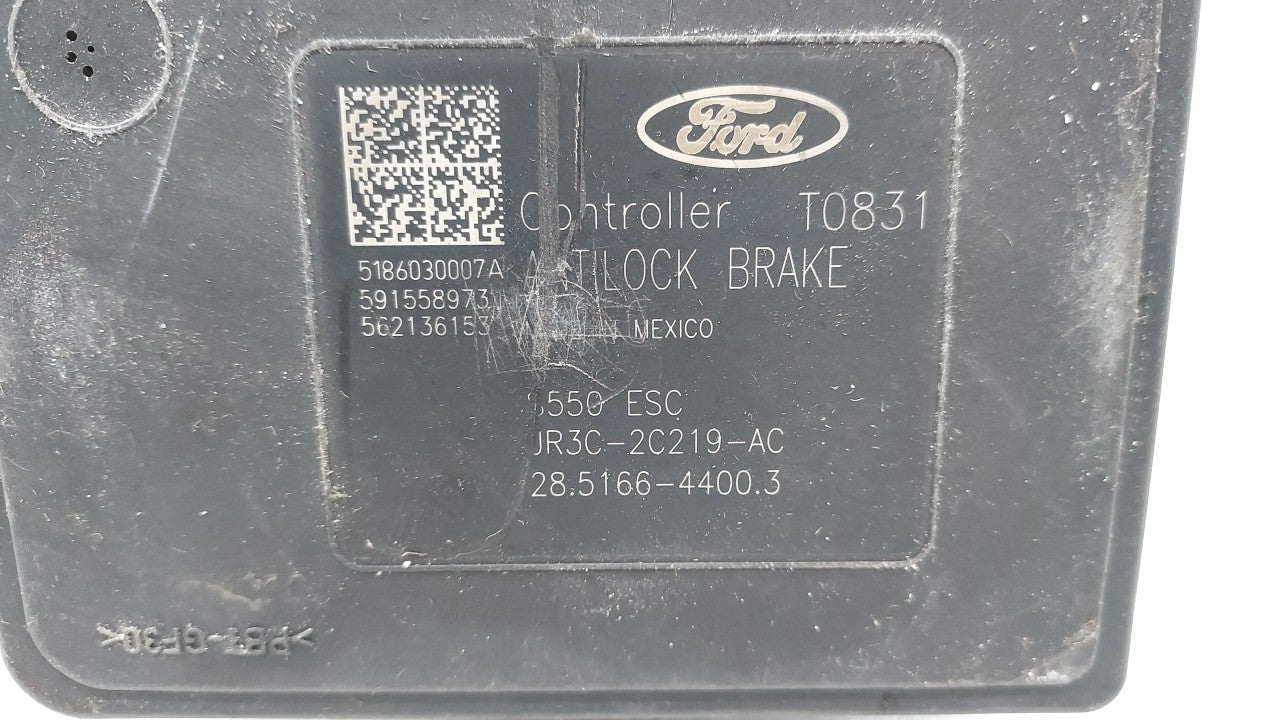 Ford
Controller T0831
5186030007A ANTILOCK BRAKE
591558973
562136153 MEXICO
S550 ESC
JR3C-2C219-AC
28.5166-4400.3
>PBT-GF30<